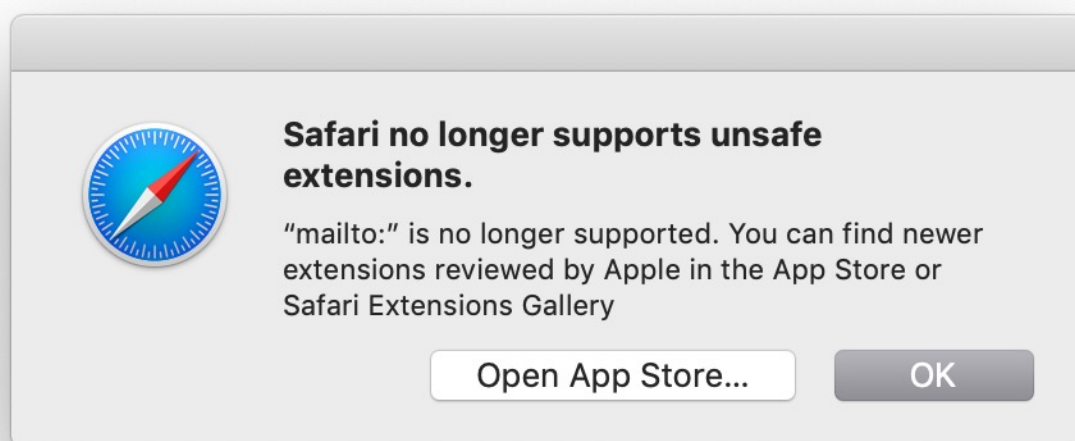 Safari no longer supports unsafe
extensions.
“mailto:” is no longer supported. You can find newer
extensions reviewed by Apple in the App Store or
Safari Extensions Gallery
Open App Store...
OK